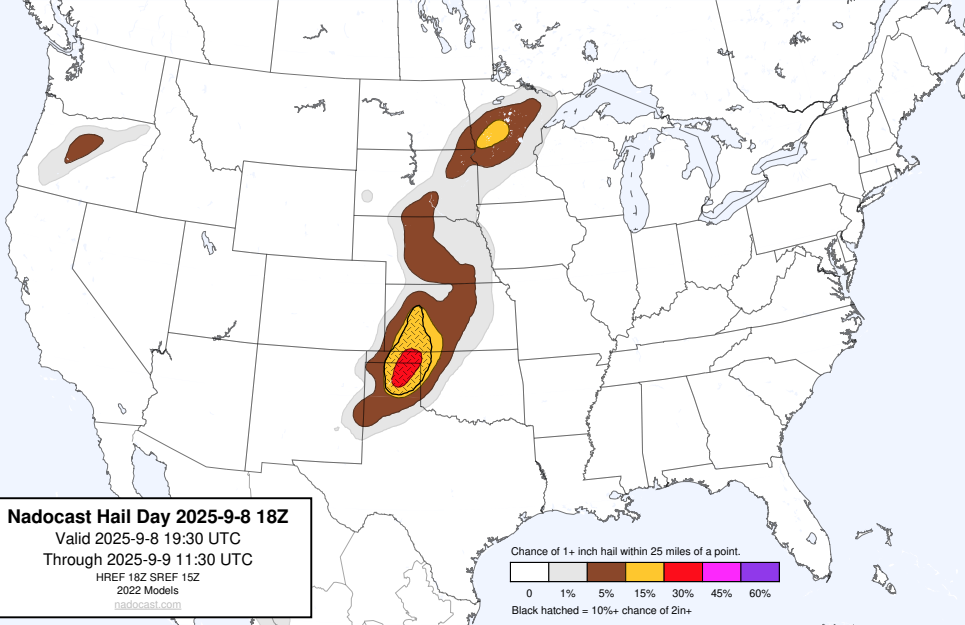 Nadocast Hail Day 2025-9-8 18Z
Valid 2025-9-8 19:30 UTC
Through 2025-9-9 11:30 UTC
HREF 18Z SREF 15Z
2022 Models
nadocast.com
Chance of 1+ inch hail within 25 miles of a point.
0 1% 5% 15% 30% 45% 60%
Black hatched = 10%+ chance of 2in+